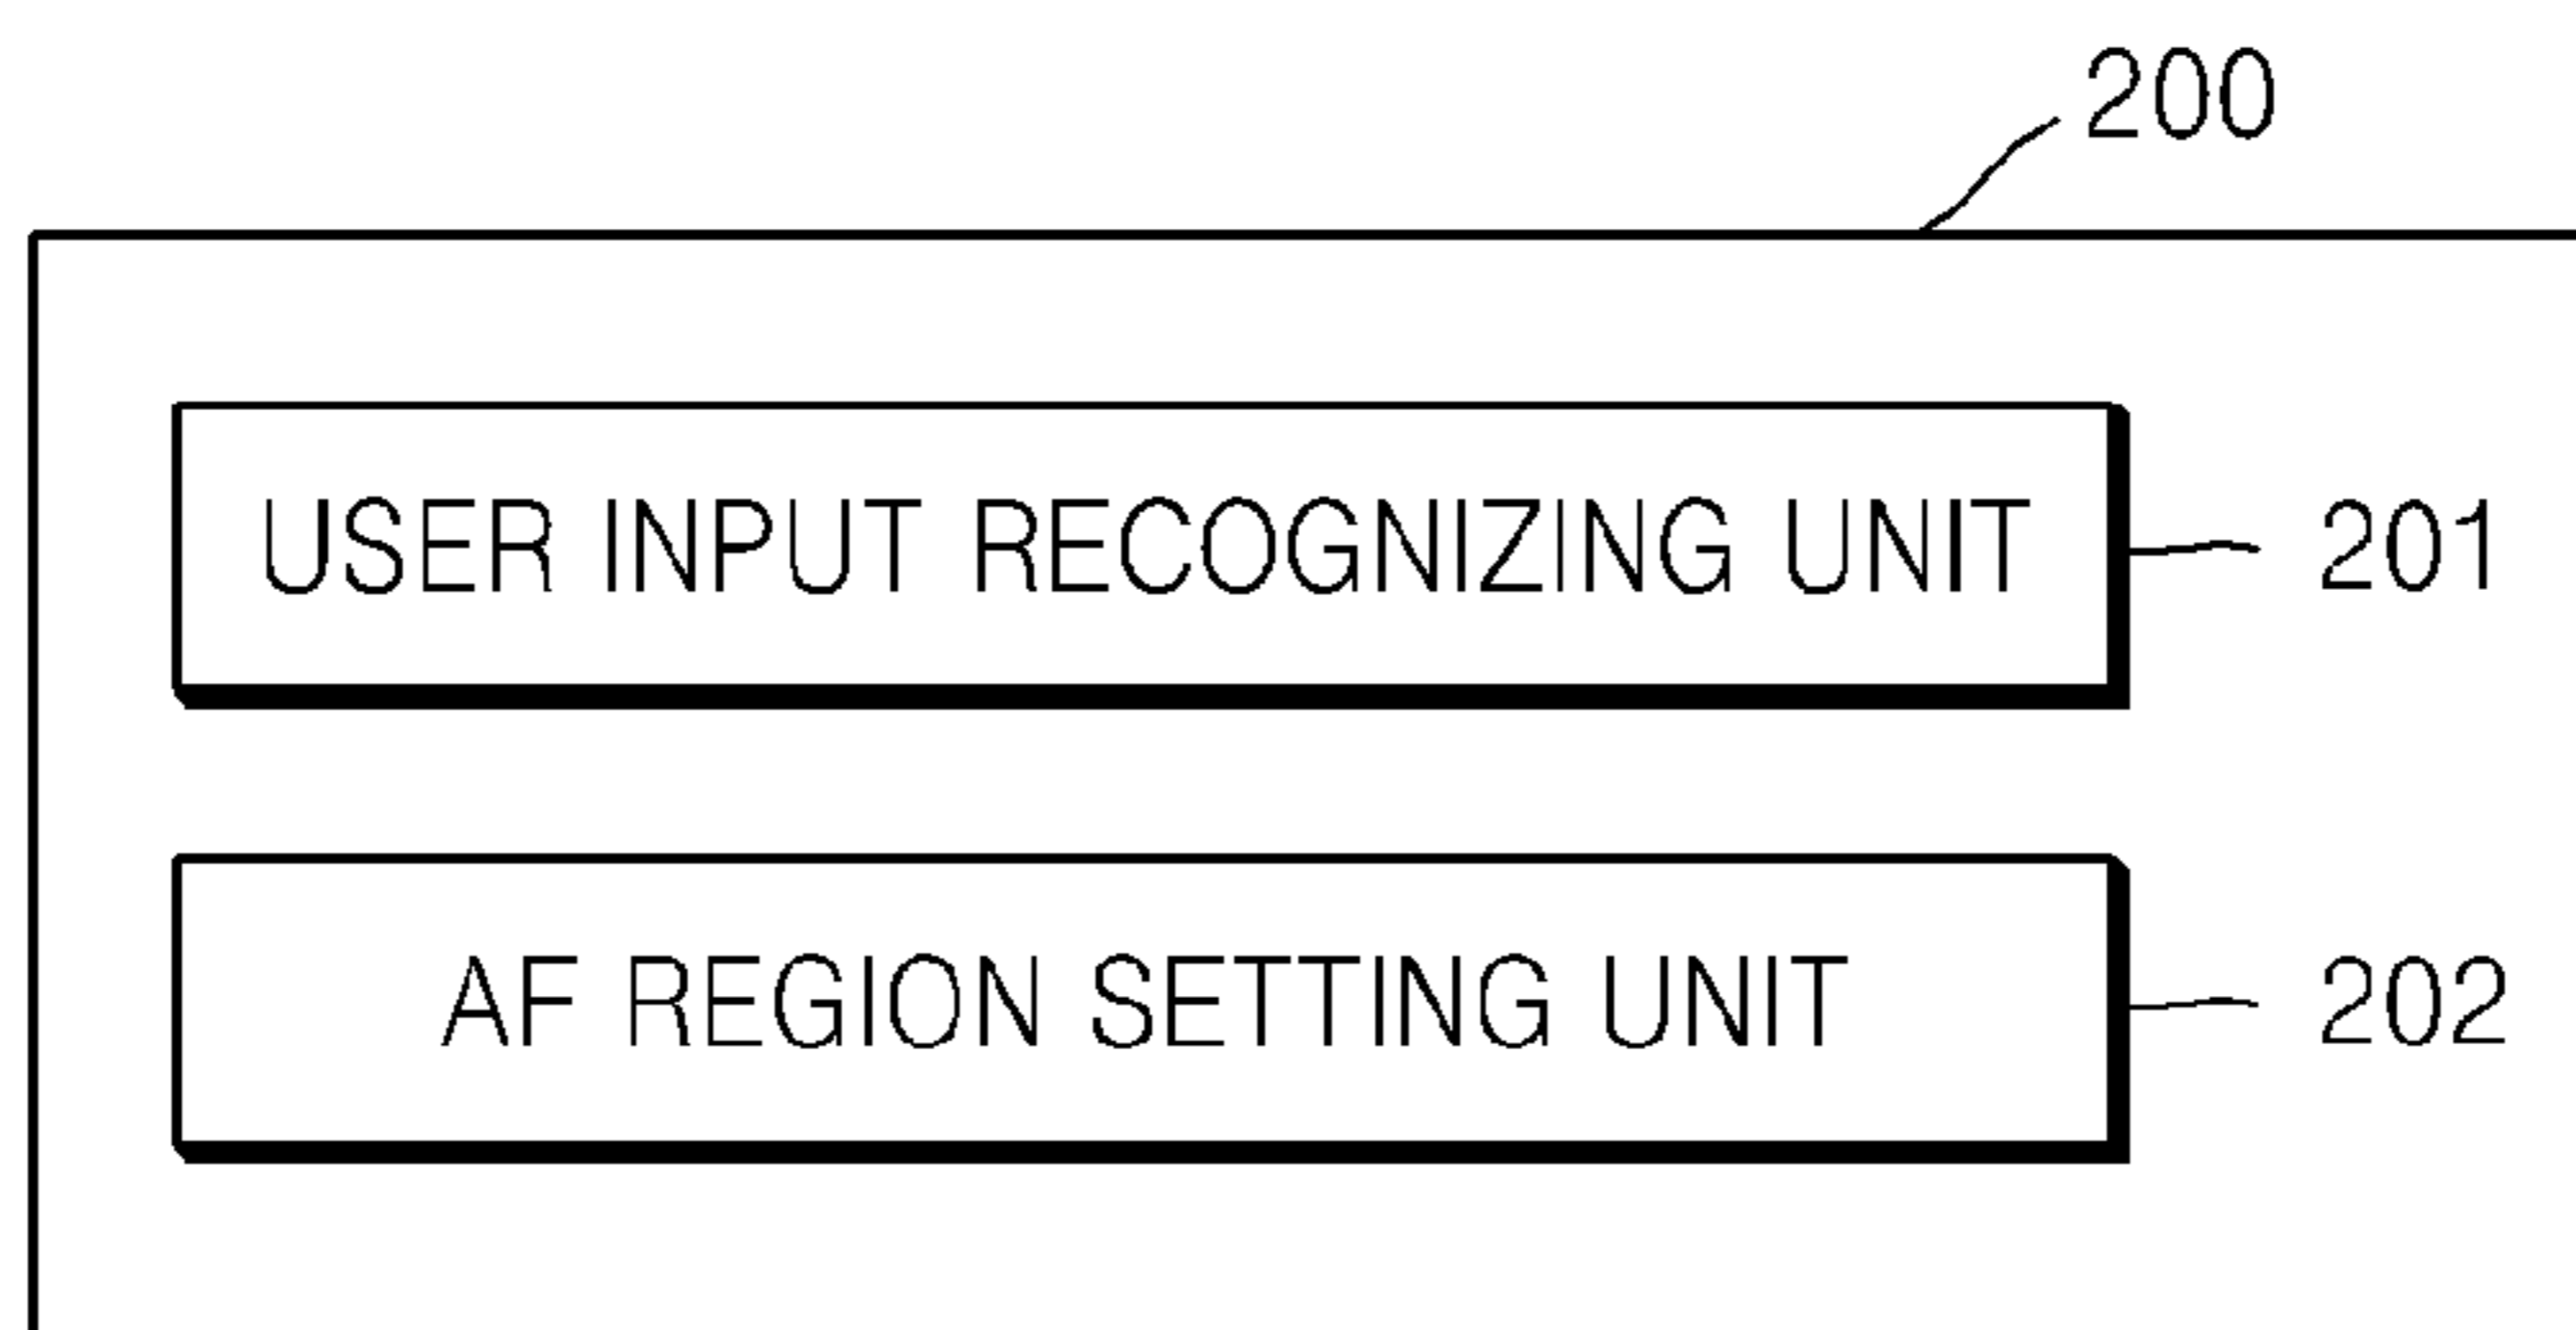 200
USER INPUT RECOGNIZING UNIT 201
AF REGION SETTING UNIT 202